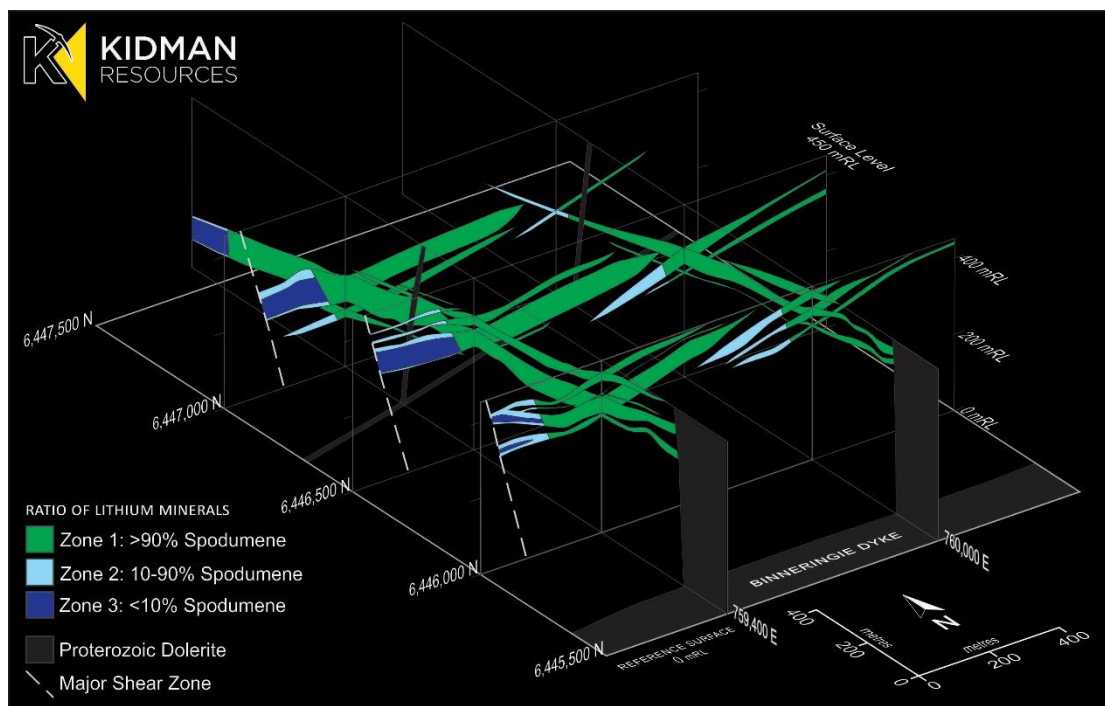 KIDMAN
RESOURCES
Surface Level
450 mRL
400 mRL
200 mRL
0 mRL
6,447,500 N
6,447,000 N
6,446,500 N
6,446,000 N
6,445,500 N
RATIO OF LITHIUM MINERALS
Zone 1: >90% Spodumene
Zone 2: 10-90% Spodumene
Zone 3: <10% Spodumene
Proterozoic Dolerite
Major Shear Zone
REFERENCE SURFACE
0 mRL
759,400 E
BINNERINGIE DYKE
760,000 E
N
400
200
0
metres
0
200
400
metres